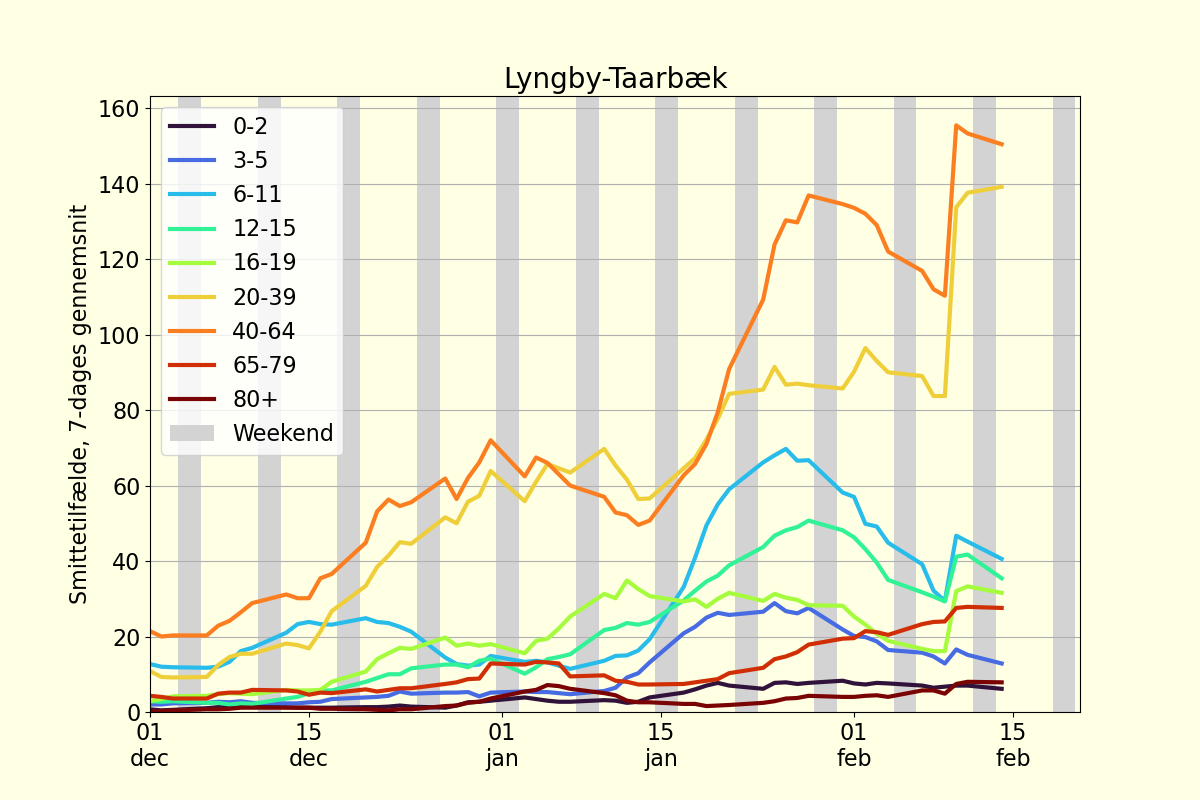 Lyngby-Taarbæk
Smittetilfælde, 7-dages gennemsnit
160
140
120
100
80
60
40
20
0
0-2
3-5
6-11
12-15
16-19
20-39
40-64
65-79
80+
Weekend
01 dec
15 dec
01 jan
15 jan
01 feb
15 feb